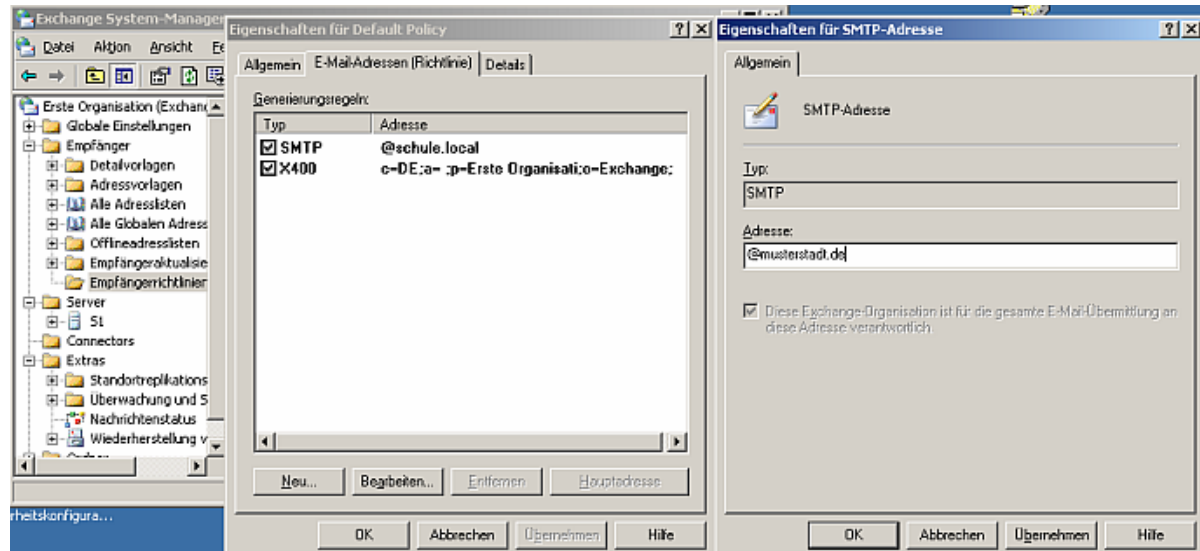 Exchange System-Manager
Datei Aktion Ansicht
Erste Organisation (Exchan
Globale Einstellungen
Empfänger
Detailvorlagen
Adressvorlagen
Alle Adresslisten
Alle Globalen Adress
Offlineadresslisten
Empfängeraktualisie
Empfängerrichtlinier
Server
S1
Connectors
Extras
Standortreplikations
Überwachung und S
Nachrichtenstatus
Wiederherstellung v
rheitskonfigura...
Eigenschaften für Default Policy
Allgemein E-Mail-Adressen (Richtlinie) Details
Generierungsregeln:
Typ Adresse
SMTP @schule.local
X400 c=DE;a= ;p=Erste Organisati;o=Exchange;
Neu... Bearbeiten... Entfernen Hauptadresse
OK Abbrechen Übernehmen Hilfe
Eigenschaften für SMTP-Adresse
Allgemein
SMTP-Adresse
Typ:
SMTP
Adresse:
@musterstadt.de
Diese Exchange-Organisation ist für die gesamte E-Mail-Übermittlung an
diese Adresse verantwortlich.
OK Abbrechen Übernehmen Hilfe